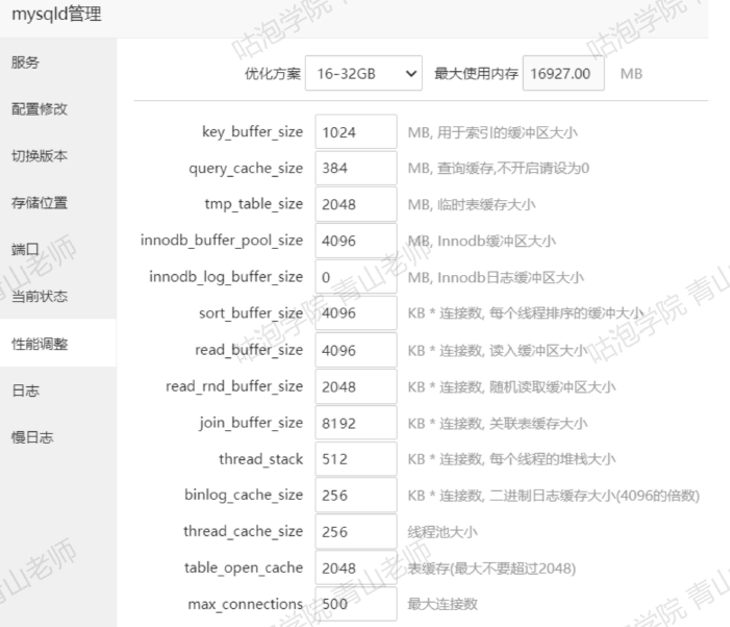 mysqld管理
服务
配置修改
切换版本
存储位置
端口
当前状态
性能调整
日志
慢日志
优化方案 16-32GB 最大使用内存 16927.00 MB
key_buffer_size 1024 MB, 用于索引的缓冲区大小
query_cache_size 384 MB, 查询缓存,不开启请设为0
tmp_table_size 2048 MB, 临时表缓存大小
innodb_buffer_pool_size 4096 MB, Innodb缓冲区大小
innodb_log_buffer_size 0 MB, Innodb日志缓冲区大小
sort_buffer_size 4096 KB * 连接数, 每个线程排序的缓冲大小
read_buffer_size 4096 KB * 连接数, 读入缓冲区大小
read_rnd_buffer_size 2048 KB * 连接数, 随机读取缓冲区大小
join_buffer_size 8192 KB * 连接数, 关联表缓存大小
thread_stack 512 KB * 连接数, 每个线程的堆栈大小
binlog_cache_size 256 KB * 连接数, 二进制日志缓存大小(4096的倍数)
thread_cache_size 256 线程池大小
table_open_cache 2048 表缓存(最大不要超过2048)
max_connections 500 最大连接数
咕泡学院 青山老师